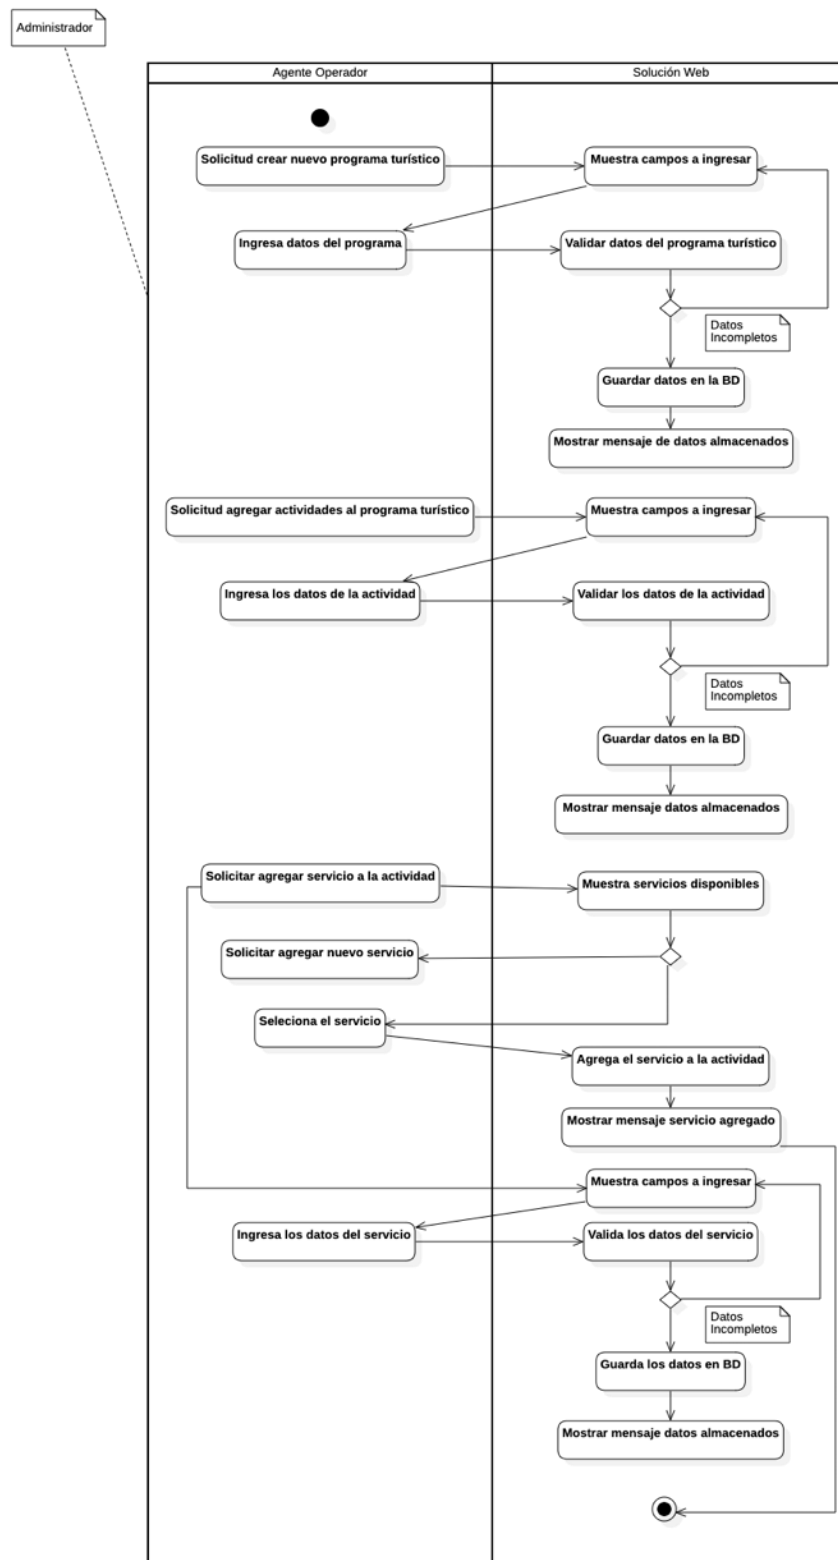 Administrador
Agente Operador
Solución Web
Solicitud crear nuevo programa turístico
Muestra campos a ingresar
Ingresa datos del programa
Validar datos del programa turístico
Datos
Incompletos
Guardar datos en la BD
Mostrar mensaje de datos almacenados
Solicitud agregar actividades al programa turístico
Muestra campos a ingresar
Ingresa los datos de la actividad
Validar los datos de la actividad
Datos
Incompletos
Guardar datos en la BD
Mostrar mensaje datos almacenados
Solicitar agregar servicio a la actividad
Muestra servicios disponibles
Solicitar agregar nuevo servicio
Seleciona el servicio
Agrega el servicio a la actividad
Mostrar mensaje servicio agregado
Muestra campos a ingresar
Ingresa los datos del servicio
Valida los datos del servicio
Datos
Incompletos
Guarda los datos en BD
Mostrar mensaje datos almacenados